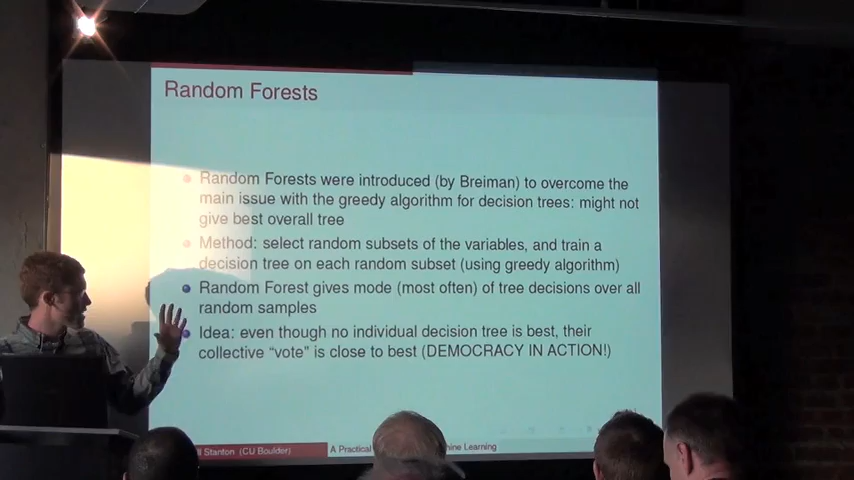 Random Forests
Random Forests were introduced (by Breiman) to overcome the
main issue with the greedy algorithm for decision trees: might not
give best overall tree
Method: select random subsets of the variables, and train a
decision tree on each random subset (using greedy algorithm)
Random Forest gives mode (most often) of tree decisions over all
random samples
Idea: even though no individual decision tree is best, their
collective "vote" is close to best (DEMOCRACY IN ACTION!)
Stanton (CU Boulder)
A Practical Learning